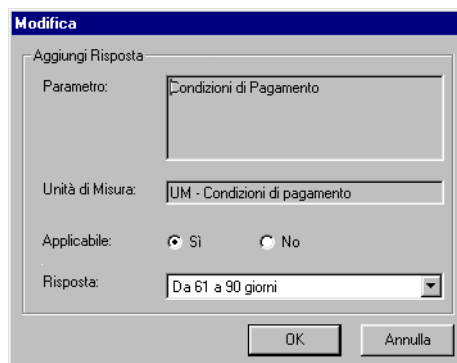 Modifica
Aggiungi Risposta
Parametro: Condizioni di Pagamento
Unità di Misura: UM - Condizioni di pagamento
Applicabile: Sì No
Risposta: Da 61 a 90 giorni
OK Annulla